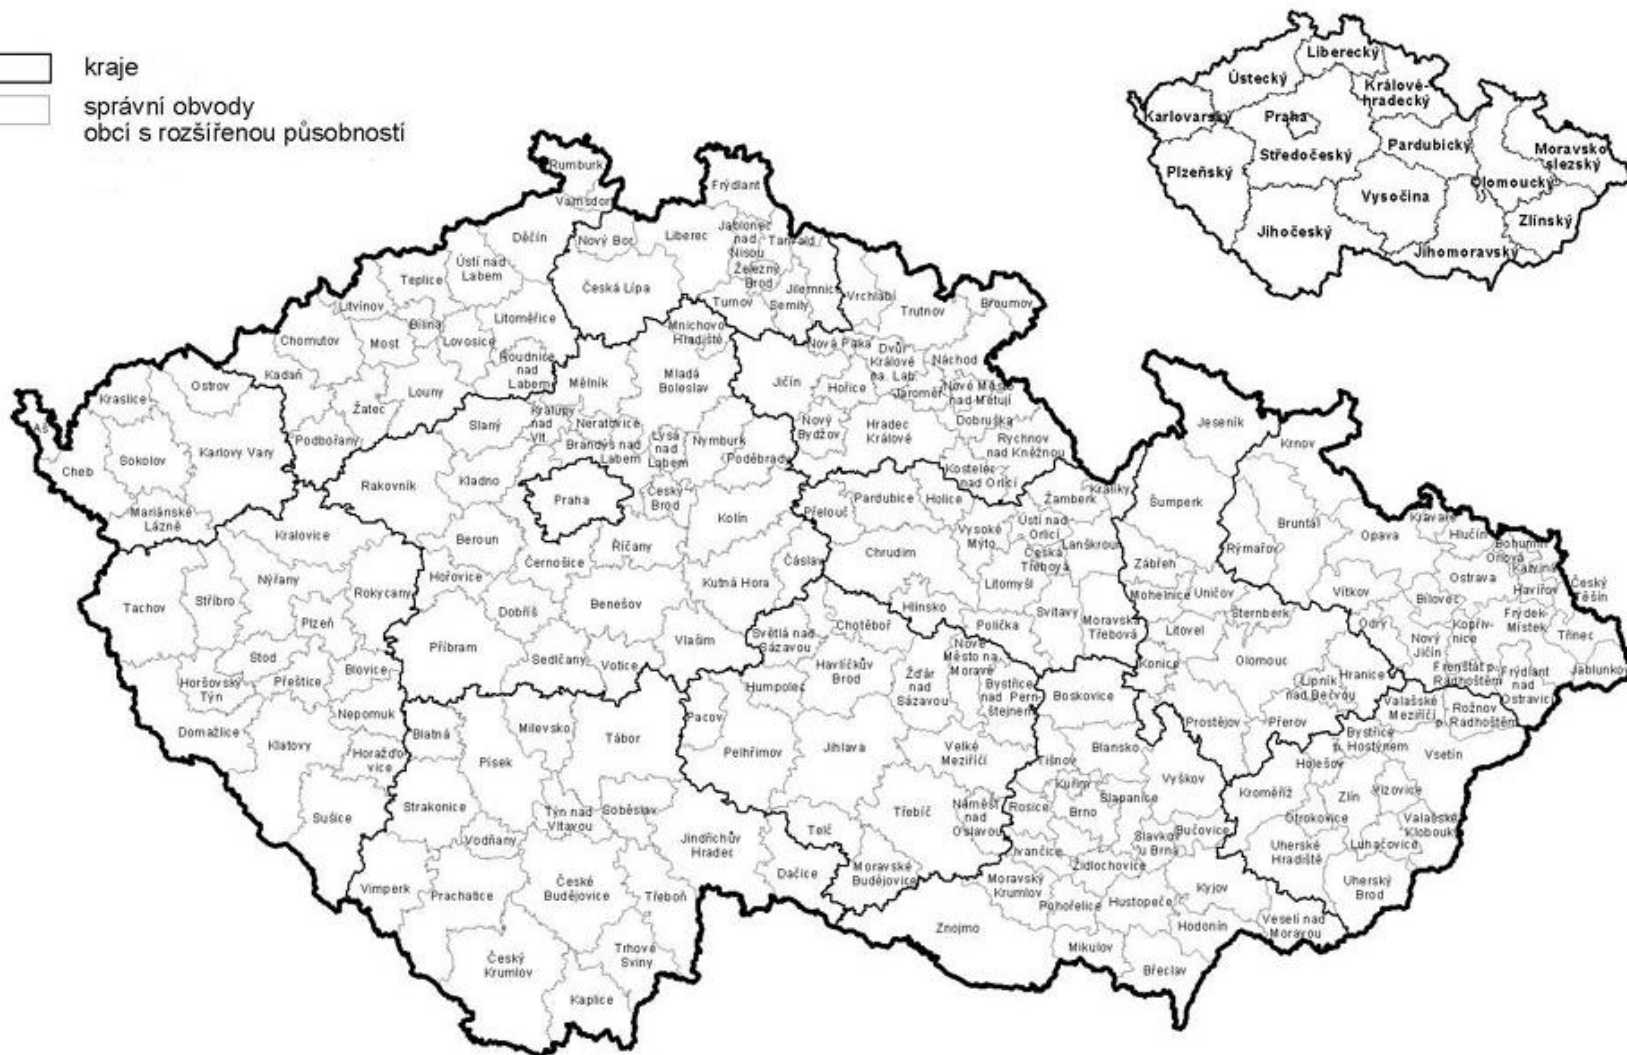 kraje
správní obvody
obcí s rozšířenou působností
Liberecký
Ústecký
Králové-
hradecký
Karlovarský
Praha
Středočeský
Pardubický
Moravsko
slezský
Plzeňský
Olomoucký
Vysočina
Zlínský
Jihočeský
Jihomoravský
Rumburk
Varnsdorf
Frýdlant
Děčín
Nový Bor
Liberec
Jablonec
nad
Nisou
Tanvald
Ústí nad
Labem
Teplice
Česká Lípa
Železný
Brod
Jilemnice
Turnov
Semily
Vrchlabí
Trutnov
Broumov
Litvínov
Bílina
Litoměřice
Chomutov
Most
Lovosice
Mnichovo
Hradiště
Nová Paka
Dvůr
Králové
na. Lab.
Náchod
Roudnice
nad
Labem
Kadaň
Mělník
Mladá
Boleslav
Jičín
Hořice
Jaroměř
Nové Město
nad Metují
Ostrov
Kraslice
Louny
Žatec
Aš
Podbořany
Slaný
Kralupy
nad
Vlt.
Neratovice
Brandýs nad
Labem
Lysá
nad
Labem
Nymburk
Poděbrady
Nový
Bydžov
Hradec
Králové
Dobruška
Rychnov
nad Kněžnou
Jeseník
Krnov
Cheb
Sokolov
Karlovy Vary
Rakovník
Kladno
Praha
Český
Brod
Kolín
Kostelec
nad Orlicí
Žamberk
Králíky
Šumperk
Mariánské
Lázně
Pardubice
Holice
Přelouč
Kralovice
Beroun
Říčany
Černošice
Čáslav
Chrudim
Vysoké
Mýto
Ústí nad
Orlicí
Česká
Třebová
Lanškroun
Rýmařov
Bruntál
Opava
Kravaře
Hlučín
Bohumín
Orlová
Karviná
Hořovice
Kutná Hora
Litomyšl
Zábřeh
Mohelnice
Uničov
Vítkov
Ostrava
Bílovec
Havířov
Český
Těšín
Tachov
Stříbro
Nýřany
Rokycany
Plzeň
Dobříš
Benešov
Hlinsko
Svitavy
Moravská
Třebová
Šternberk
Litovel
Odry
Kopřiv-
nice
Frýdek-
Místek
Třinec
Příbram
Sedlčany
Votice
Vlašim
Světlá nad
Sázavou
Chotěboř
Polička
Konice
Olomouc
Nový
Jičín
Frenštát p.
Radhoštěm
Frýdlant
nad
Ostravicí
Jablunkov
Horšovský
Týn
Stod
Přeštice
Blovice
Havlíčkův
Brod
Žďár
nad
Sázavou
Nové
Město na
Moravě
Bystřice
nad Pern-
štejnem
Boskovice
Lipník
nad Bečvou
Hranice
Valašské
Meziříčí
Rožnov
p. Radhoštěm
Humpolec
Pacov
Prostějov
Přerov
Domažlice
Klatovy
Nepomuk
Horažďo-
vice
Blatná
Milevsko
Tábor
Písek
Pelhřimov
Jihlava
Velké
Meziříčí
Tišnov
Blansko
Bystřice
p. Hostýnem
Holešov
Vsetín
Sušice
Strakonice
Týn nad
Vltavou
Soběslav
Třebíč
Náměšť
nad
Oslavou
Rosice
Kuřim
Brno
Šlapanice
Vyškov
Kroměříž
Zlín
Vizovice
Vodňany
Jindřichův
Hradec
Telč
Ivančice
Slavkov
u Brna
Bučovice
Otrokovice
Valašské
Klobouky
Luhačovice
Uherské
Hradiště
Vimperk
Prachatice
České
Budějovice
Třeboň
Dačice
Moravské
Budějovice
Moravský
Krumlov
Židlochovice
Pohořelice
Hustopeče
Kyjov
Uherský
Brod
Znojmo
Hodonín
Veselí nad
Moravou
Český
Krumlov
Trhové
Sviny
Mikulov
Břeclav
Kaplice